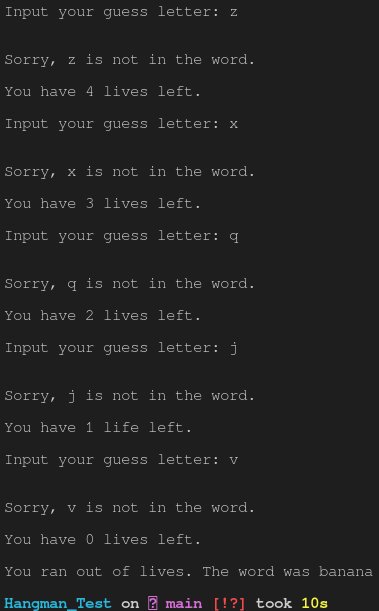 Input your guess letter: z
Sorry, z is not in the word.
You have 4 lives left.
Input your guess letter: x
Sorry, x is not in the word.
You have 3 lives left.
Input your guess letter: q
Sorry, q is not in the word.
You have 2 lives left.
Input your guess letter: j
Sorry, j is not in the word.
You have 1 life left.
Input your guess letter: v
Sorry, v is not in the word.
You have 0 lives left.
You ran out of lives. The word was banana
Hangman_Test on ⍰ main [!?] took 10s